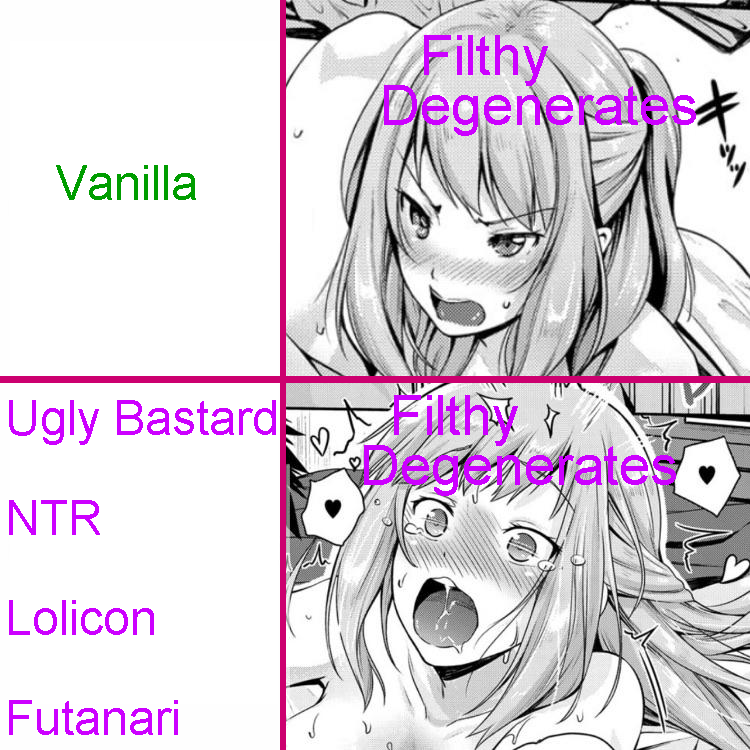 Vanilla
Filthy
Degenerates
Ugly Bastard
NTR
Lolicon
Futanari
Filthy
Degenerates